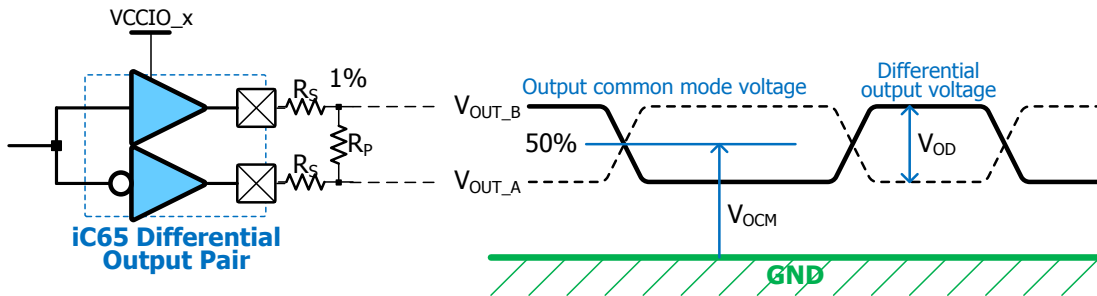 VCCIO_x
1%
RS
RP
RS
iC65 Differential
Output Pair
Output common mode voltage
Differential
output voltage
VOUT_B
50%
VOD
VOUT_A
VOCM
GND